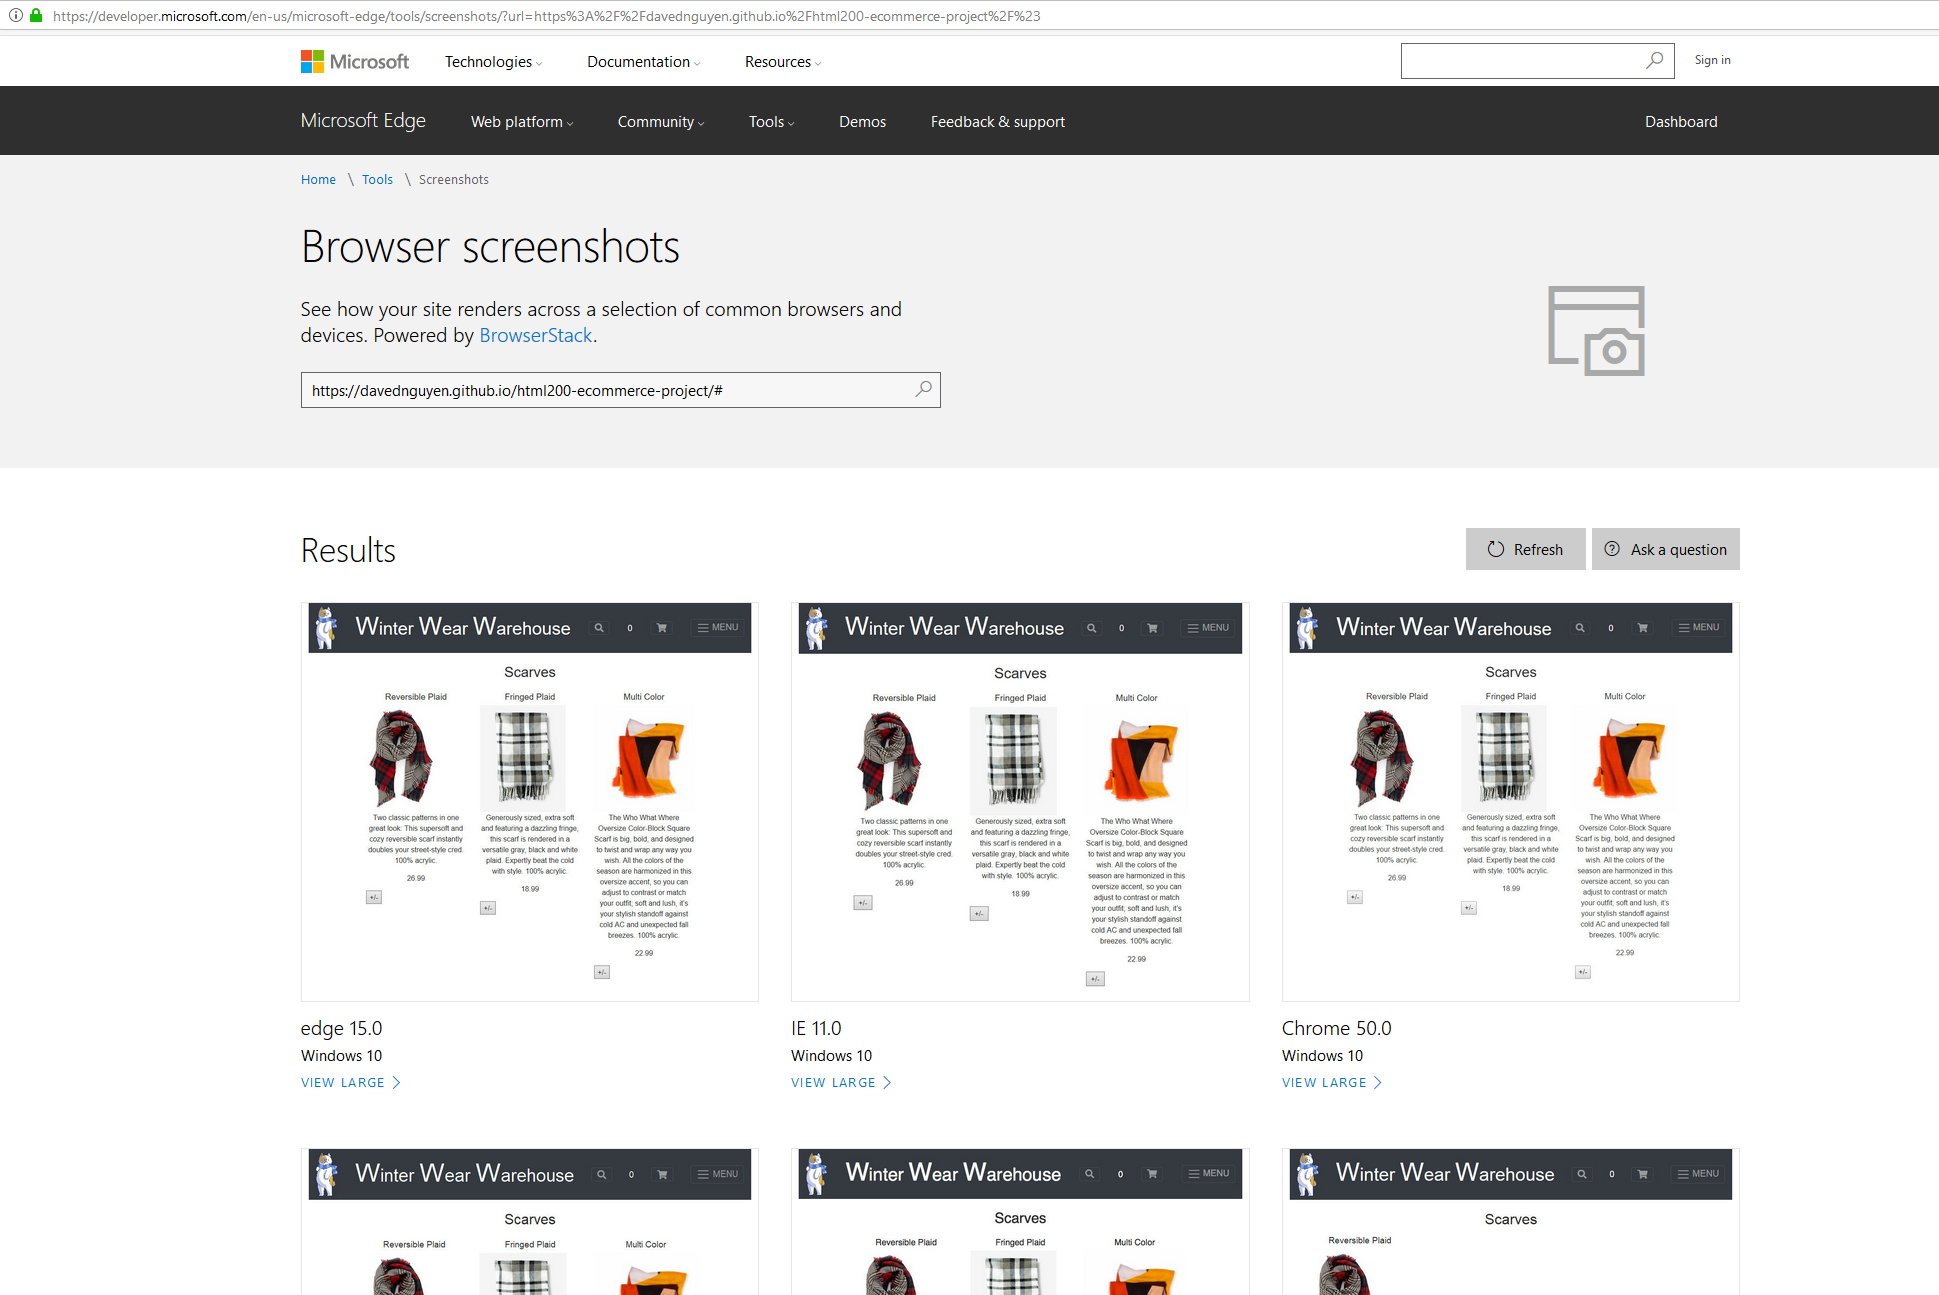 https://developer.microsoft.com/en-us/microsoft-edge/tools/screenshots/?url=https%3A%2F%2Fdavednguyen.github.io%2Fhtml200-ecommerce-project%2F%23
Microsoft Technologies Documentation Resources Sign in
Microsoft Edge Web platform Community Tools Demos Feedback & support Dashboard
Home \ Tools \ Screenshots
Browser screenshots
See how your site renders across a selection of common browsers and
devices. Powered by BrowserStack.
https://davednguyen.github.io/html200-ecommerce-project/#
Results
Refresh
Ask a question
Winter Wear Warehouse 0 MENU
Scarves
Reversible Plaid
Two classic patterns in one
great look: This supersoft and
cozy reversible scarf instantly
doubles your street-style cred.
100% acrylic.
26.99
+/-
Fringed Plaid
Generously sized, extra soft
and featuring a dazzling fringe,
this scarf is rendered in a
versatile gray, black and white
plaid. Expertly beat the cold
with style. 100% acrylic.
18.99
+/-
Multi Color
The Who What Where
Oversize Color-Block Square
Scarf is big, bold, and designed
to twist and wrap any way you
wish. All the colors of the
season are harmonized in this
oversize accent, so you can
adjust to contrast or match
your outfit; soft and lush, it's
your stylish standoff against
cold AC and unexpected fall
breezes. 100% acrylic.
22.99
+/-
edge 15.0
Windows 10
VIEW LARGE
Winter Wear Warehouse 0 MENU
Scarves
Reversible Plaid
Two classic patterns in one
great look: This supersoft and
cozy reversible scarf instantly
doubles your street-style cred.
100% acrylic.
26.99
+/-
Fringed Plaid
Generously sized, extra soft
and featuring a dazzling fringe,
this scarf is rendered in a
versatile gray, black and white
plaid. Expertly beat the cold
with style. 100% acrylic.
18.99
+/-
Multi Color
The Who What Where
Oversize Color-Block Square
Scarf is big, bold, and designed
to twist and wrap any way you
wish. All the colors of the
season are harmonized in this
oversize accent, so you can
adjust to contrast or match
your outfit; soft and lush, it's
your stylish standoff against
cold AC and unexpected fall
breezes. 100% acrylic.
22.99
+/-
IE 11.0
Windows 10
VIEW LARGE
Winter Wear Warehouse 0 MENU
Scarves
Reversible Plaid
Two classic patterns in one
great look: This supersoft and
cozy reversible scarf instantly
doubles your street-style cred.
100% acrylic.
26.99
+/-
Fringed Plaid
Generously sized, extra soft
and featuring a dazzling fringe,
this scarf is rendered in a
versatile gray, black and white
plaid. Expertly beat the cold
with style. 100% acrylic.
18.99
+/-
Multi Color
The Who What Where
Oversize Color-Block Square
Scarf is big, bold, and designed
to twist and wrap any way you
wish. All the colors of the
season are harmonized in this
oversize accent, so you can
adjust to contrast or match
your outfit; soft and lush, it's
your stylish standoff against
cold AC and unexpected fall
breezes. 100% acrylic.
22.99
+/-
Chrome 50.0
Windows 10
VIEW LARGE
Winter Wear Warehouse 0 MENU
Scarves
Reversible Plaid Fringed Plaid Multi Color
Winter Wear Warehouse 0 MENU
Scarves
Reversible Plaid Fringed Plaid Multi Color
Winter Wear Warehouse 0 MENU
Scarves
Reversible Plaid